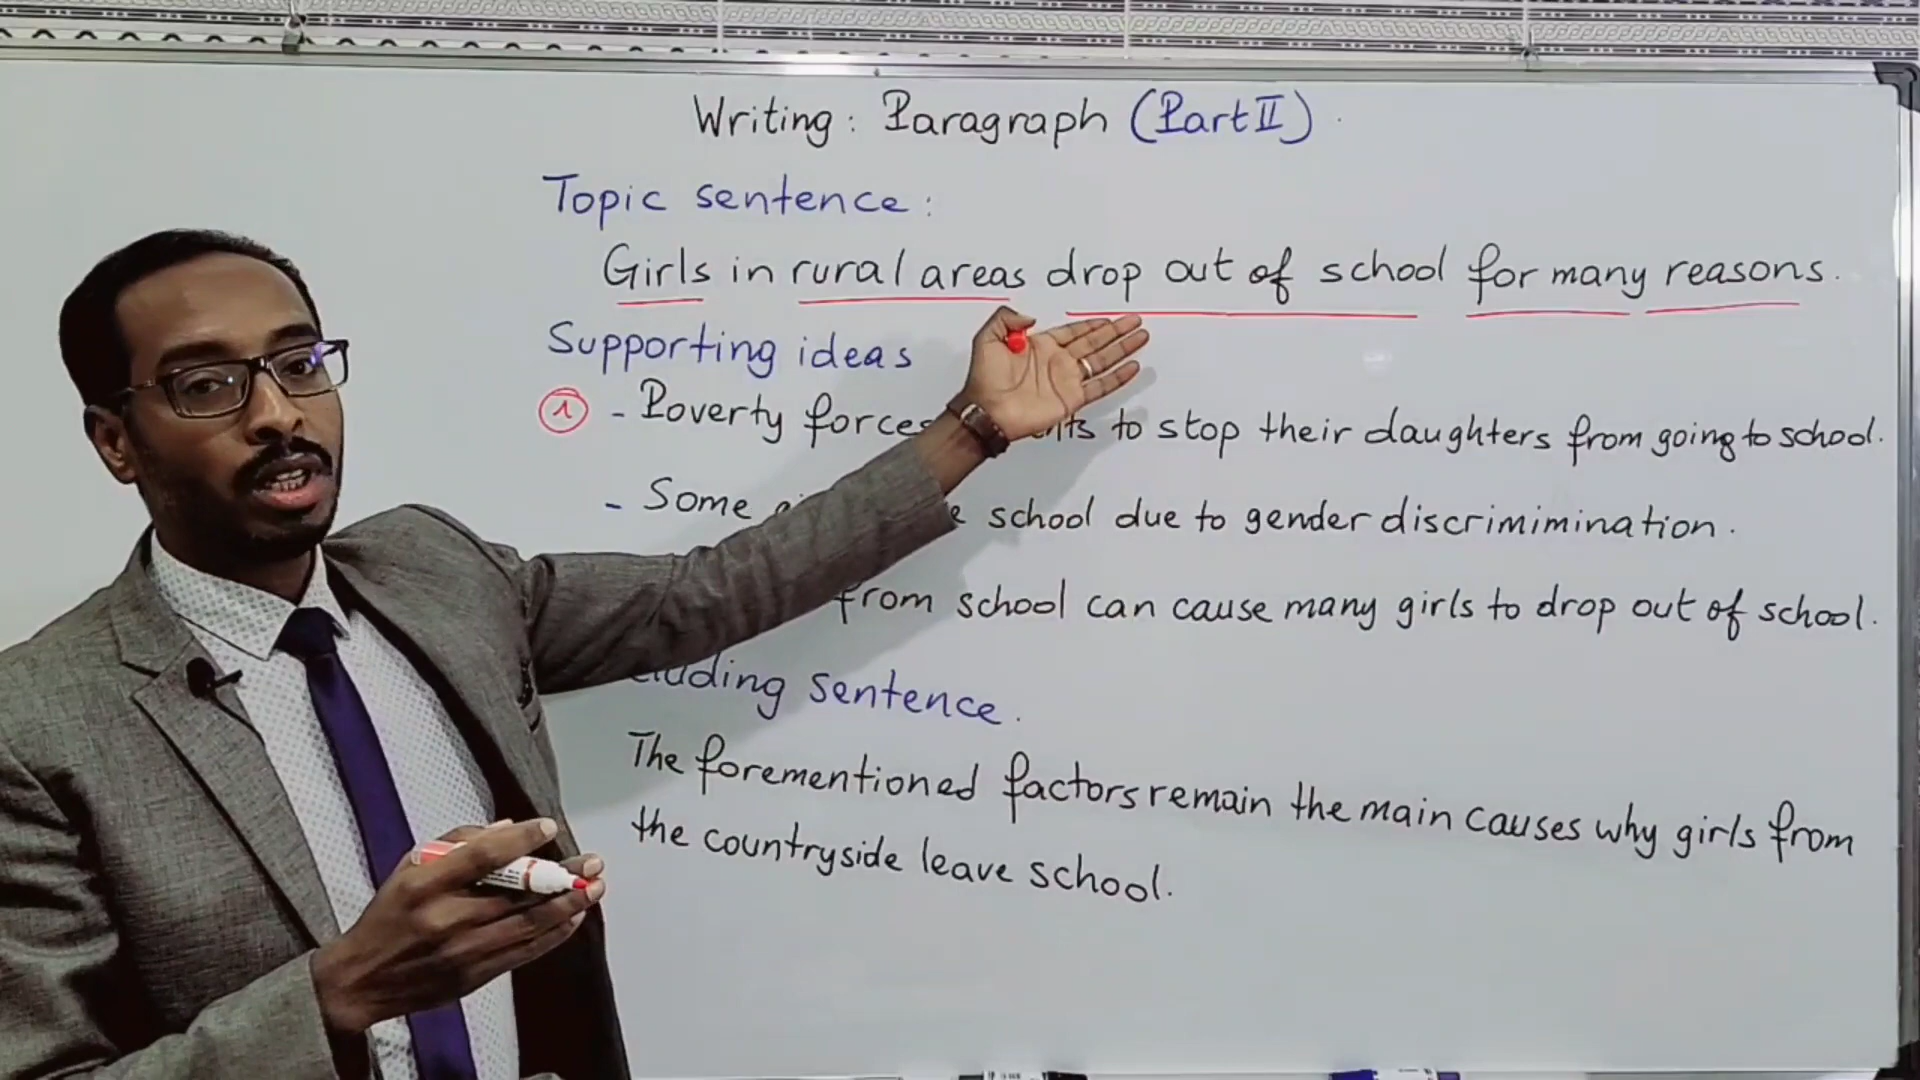 Writing: Paragraph (Part II)
Topic sentence:
Girls in rural areas drop out of school for many reasons.
Supporting ideas
1 - Poverty forces to stop their daughters from going to school.
- Some school due to gender discrimimination.
from school can cause many girls to drop out of school.
sentence.
The forementioned factors remain the main causes why girls from
the countryside leave school.